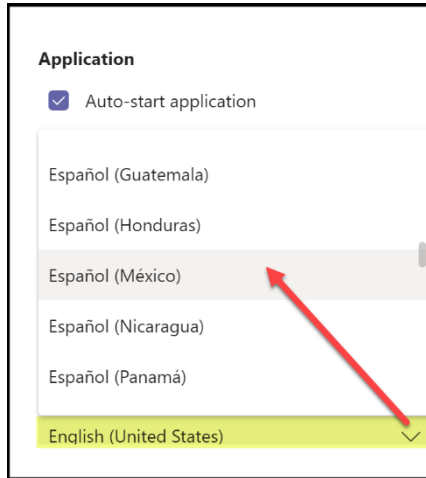 Application
Auto-start application
Español (Guatemala)
Español (Honduras)
Español (México)
Español (Nicaragua)
Español (Panamá)
English (United States)